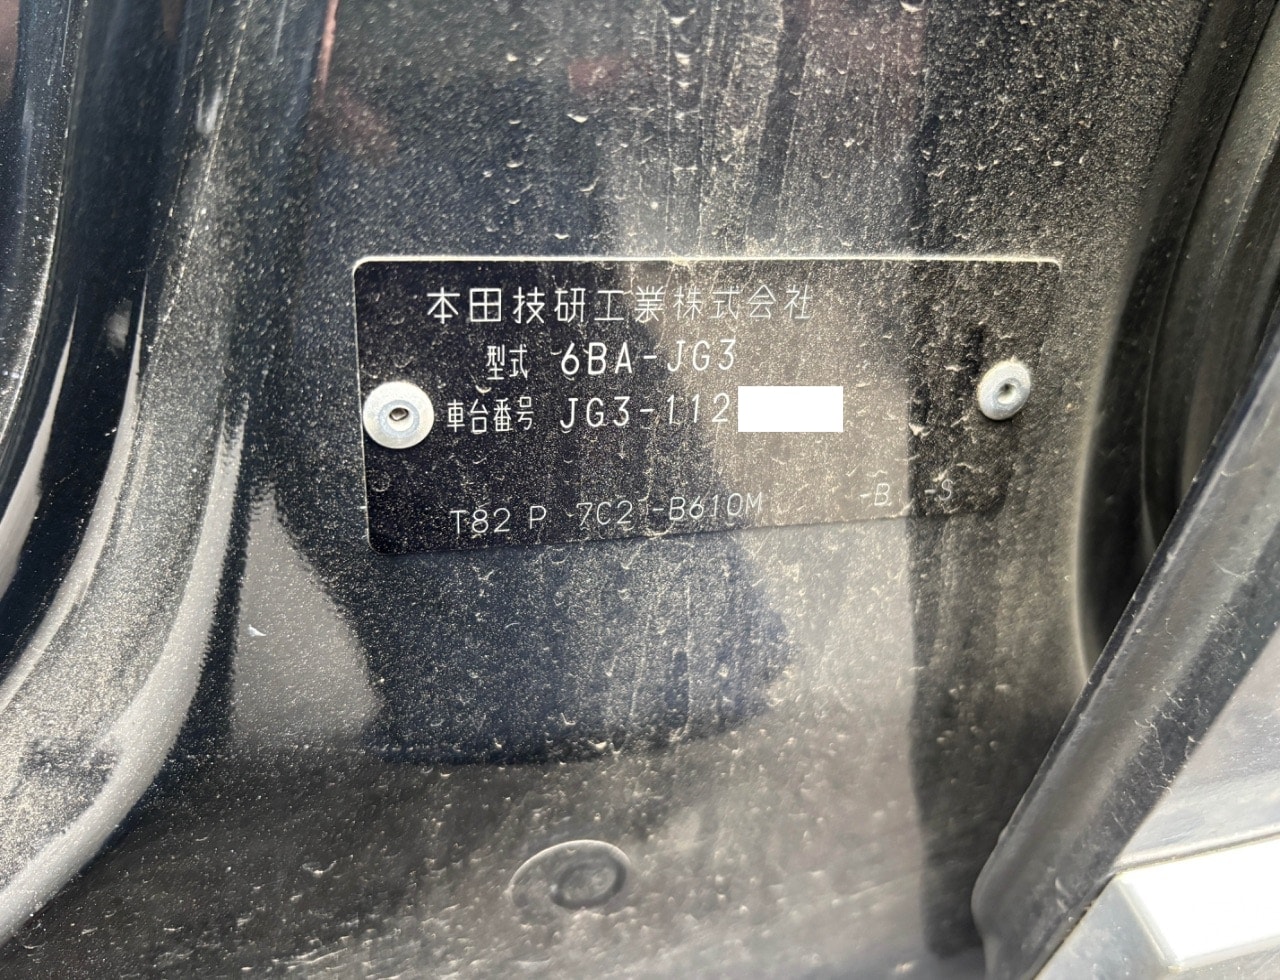 本田技研工業株式会社
型式 6BA-JG3
車台番号 JG3-112
T82 P 7C2 -B610M -B -S